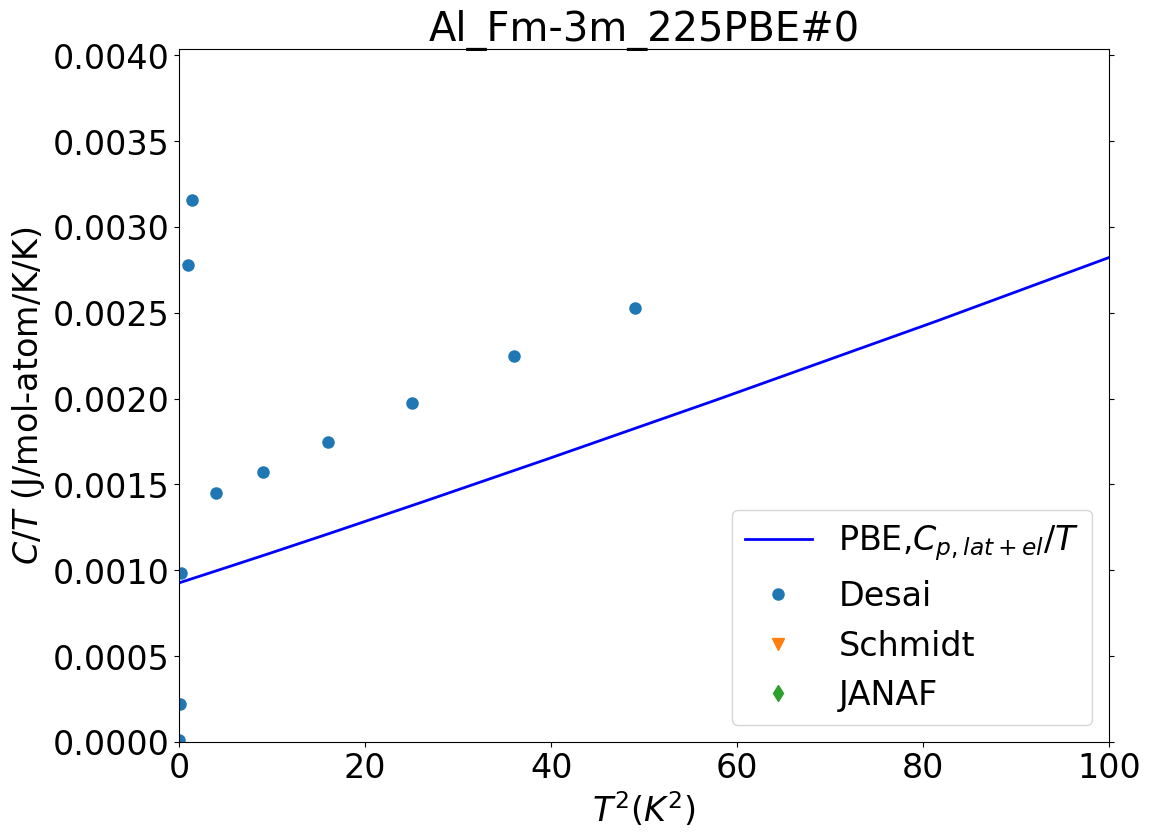 Al_Fm-3m_225PBE#0
0.0040
0.0035
0.0030
0.0025
0.0020
0.0015
0.0010
0.0005
0.0000
C/T (J/mol-atom/K/K)
PBE,C_{p, lat+el}/T
Desai
Schmidt
JANAF
0 20 40 60 80 100
T^2(K^2)